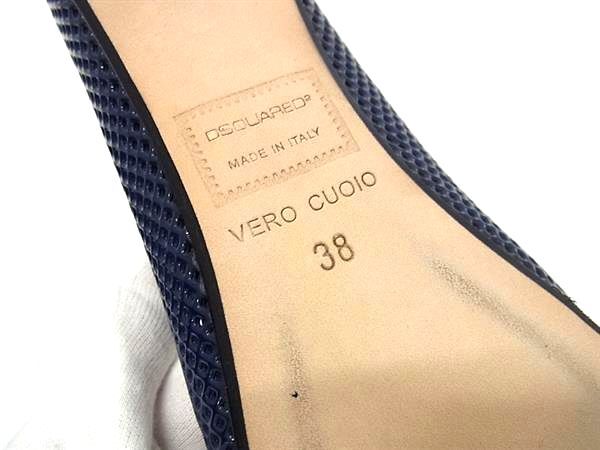 DSQUARED2
MADE IN ITALY
VERO CUOIO
38